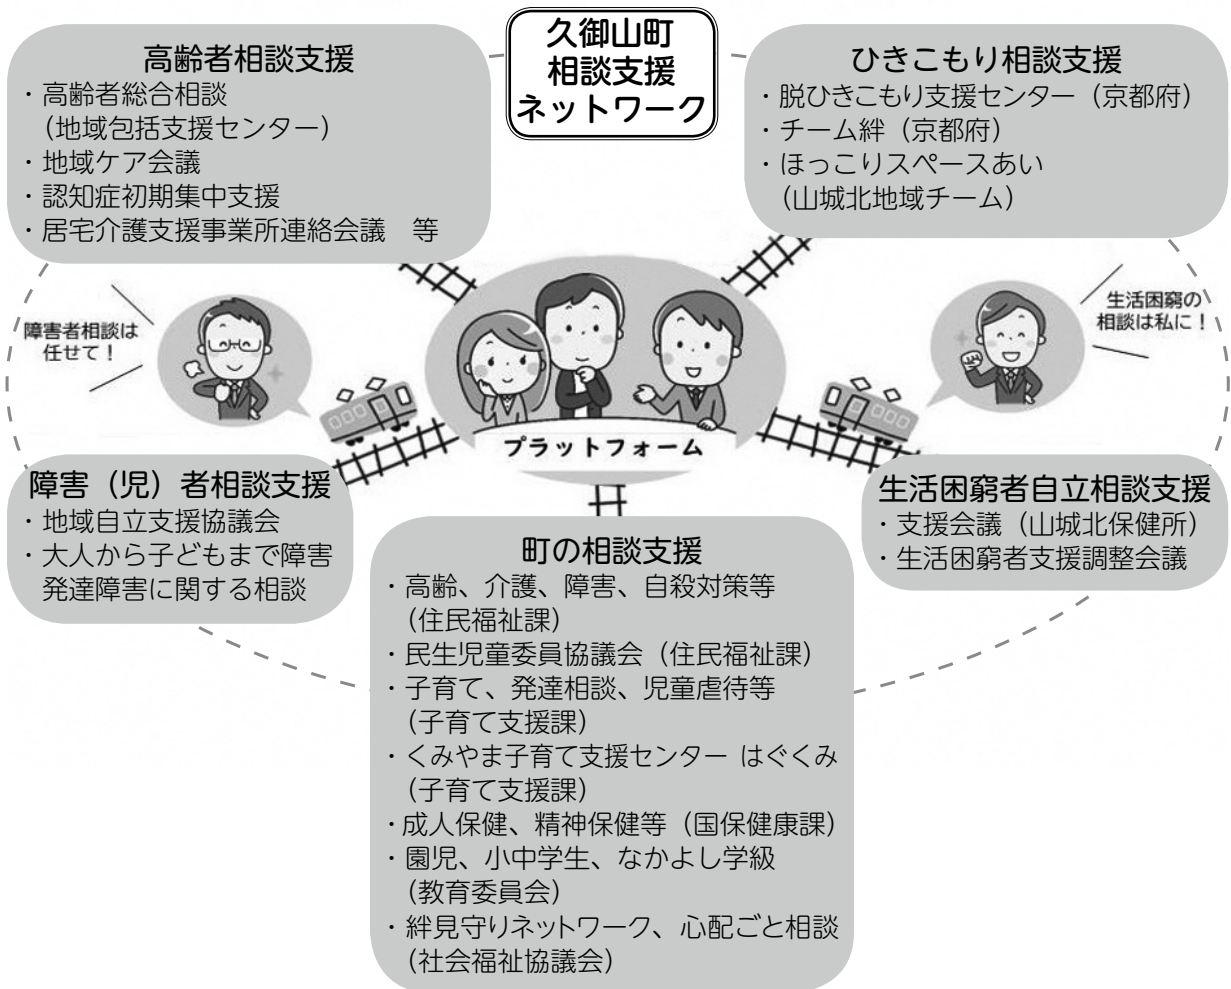 久御山町
相談支援
ネットワーク
高齢者相談支援
・高齢者総合相談
（地域包括支援センター）
・地域ケア会議
・認知症初期集中支援
・居宅介護支援事業所連絡会議　等
ひきこもり相談支援
・脱ひきこもり支援センター（京都府）
・チーム絆（京都府）
・ほっこりスペースあい
（山城北地域チーム）
障害者相談は
任せて！
生活困窮の
相談は私に！
プラットフォーム
障害（児）者相談支援
・地域自立支援協議会
・大人から子どもまで障害
発達障害に関する相談
生活困窮者自立相談支援
・支援会議（山城北保健所）
・生活困窮者支援調整会議
町の相談支援
・高齢、介護、障害、自殺対策等
（住民福祉課）
・民生児童委員協議会（住民福祉課）
・子育て、発達相談、児童虐待等
（子育て支援課）
・くみやま子育て支援センター はぐくみ
（子育て支援課）
・成人保健、精神保健等（国保健康課）
・園児、小中学生、なかよし学級
（教育委員会）
・絆見守りネットワーク、心配ごと相談
（社会福祉協議会）